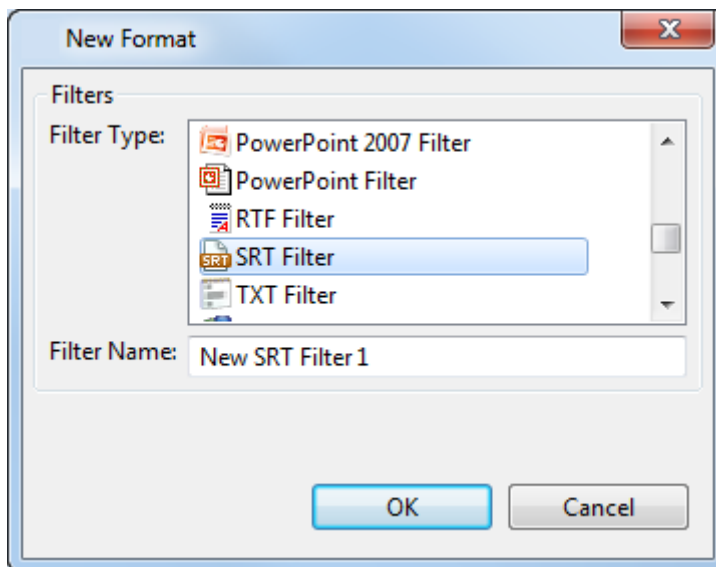 New Format
Filters
Filter Type:
PowerPoint 2007 Filter
PowerPoint Filter
RTF Filter
SRT
SRT Filter
TXT Filter
Filter Name: New SRT Filter 1
OK Cancel